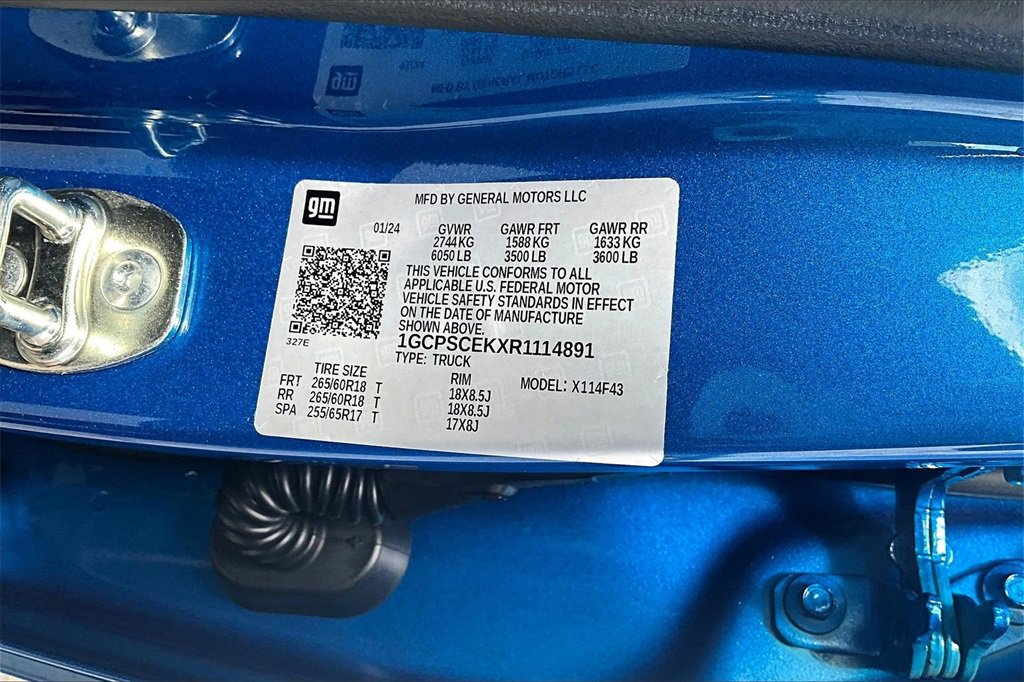 gm
MFD BY GENERAL MOTORS LLC
01/24 GVWR GAWR FRT GAWR RR
2744 KG 1588 KG 1633 KG
6050 LB 3500 LB 3600 LB
THIS VEHICLE CONFORMS TO ALL
APPLICABLE U.S. FEDERAL MOTOR
VEHICLE SAFETY STANDARDS IN EFFECT
ON THE DATE OF MANUFACTURE
SHOWN ABOVE.
327E
1GCPSCEKXR1114891
TYPE: TRUCK
TIRE SIZE RIM MODEL: X114F43
FRT 265/60R18 T 18X8.5J
RR 265/60R18 T 18X8.5J
SPA 255/65R17 T 17X8J